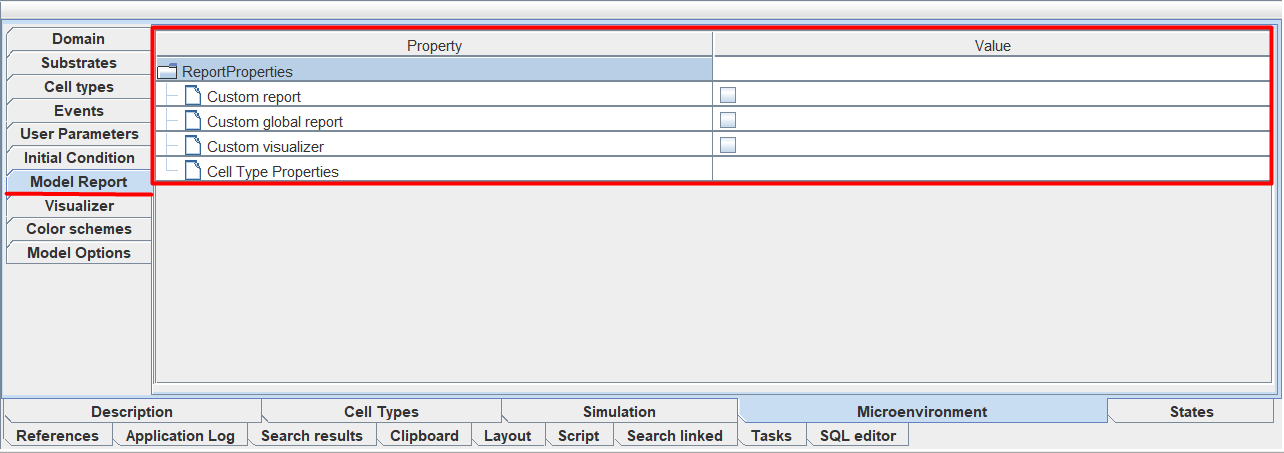 Domain
Substrates
Cell types
Events
User Parameters
Initial Condition
Model Report
Visualizer
Color schemes
Model Options
Property Value
ReportProperties
Custom report
Custom global report
Custom visualizer
Cell Type Properties
Description Cell Types Simulation Microenvironment States
References Application Log Search results Clipboard Layout Script Search linked Tasks SQL editor